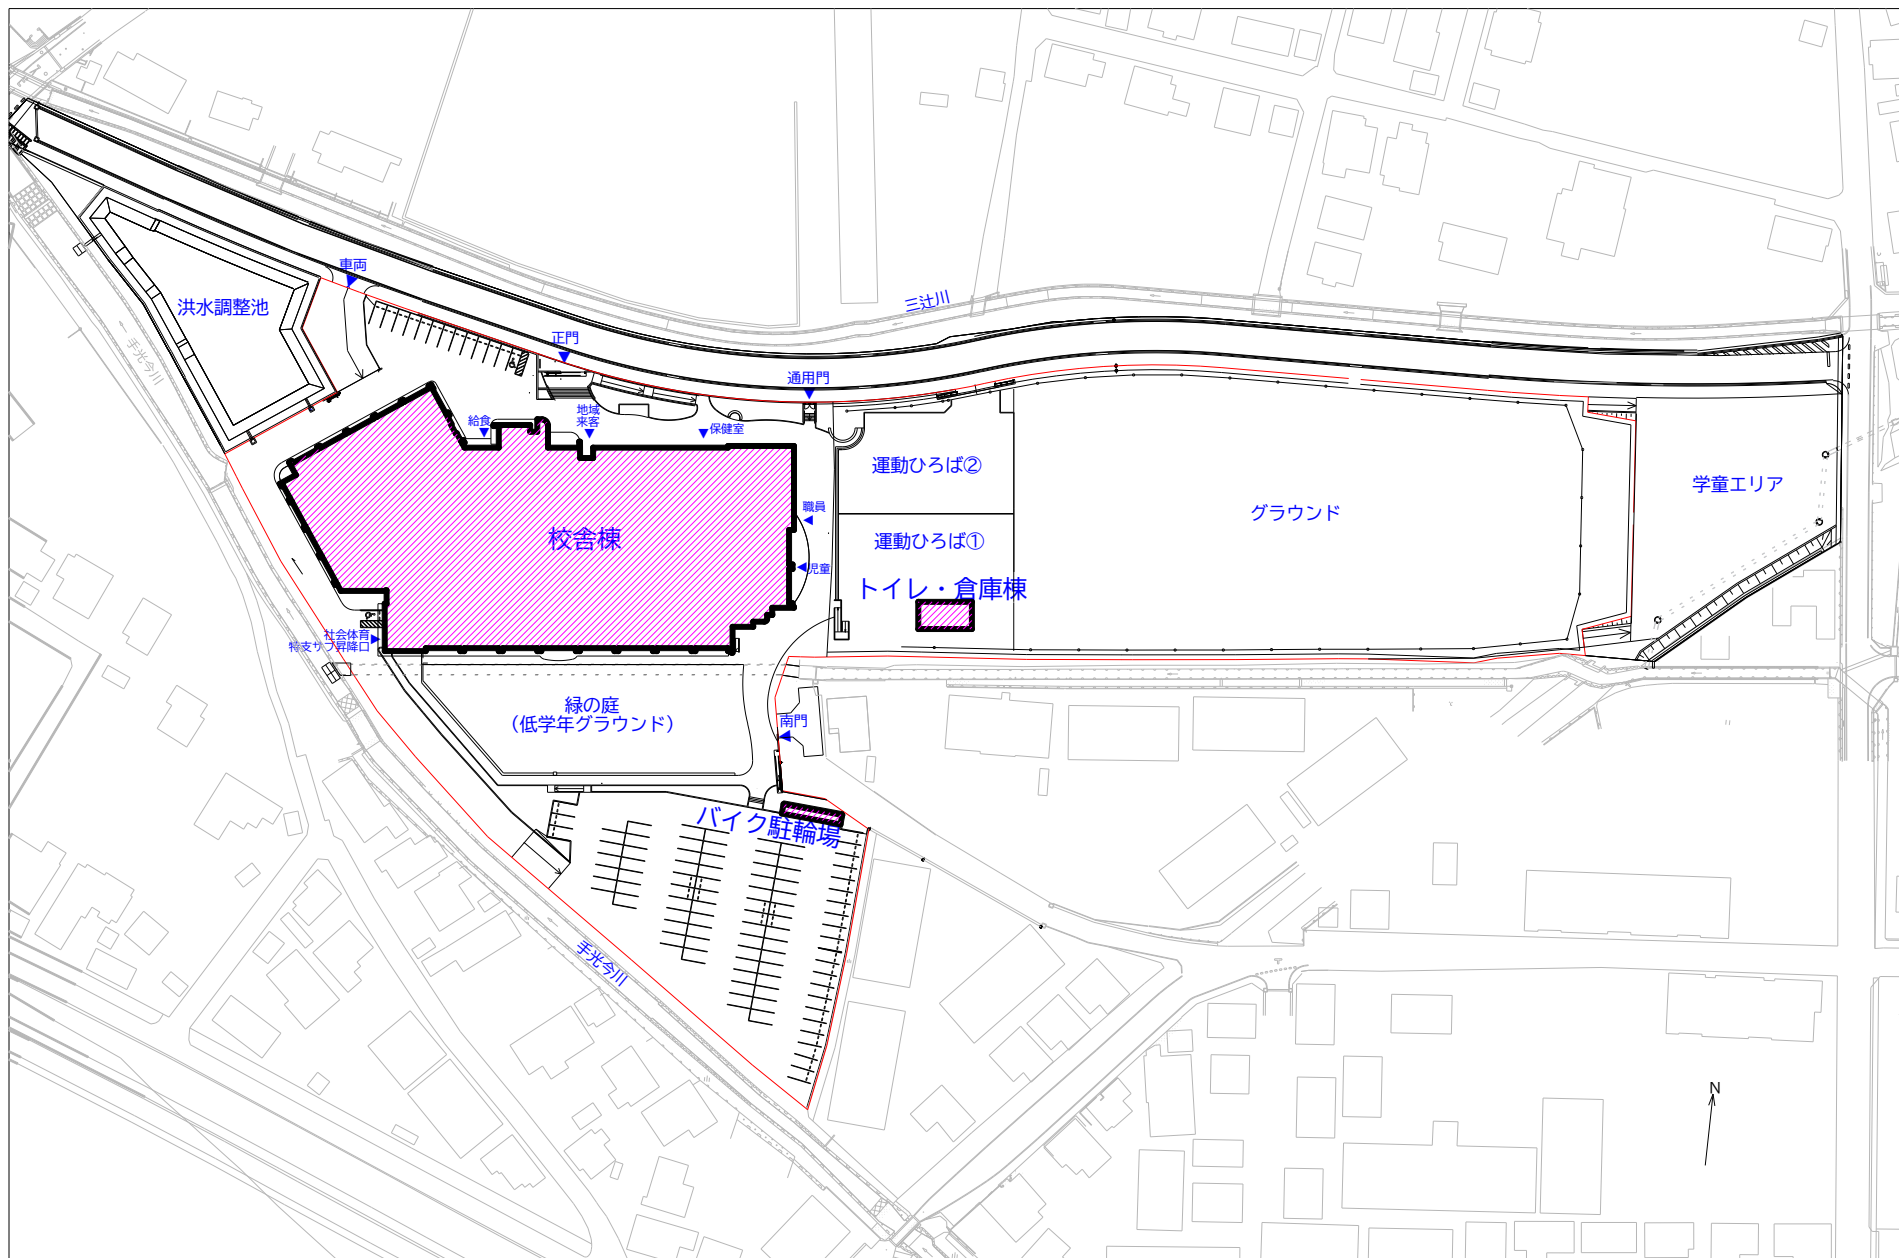 車両
洪水調整池
正門
三辻川
通用門
手光今川
給食
地域
来客
保健室
運動ひろば②
学童エリア
職員
グラウンド
校舎棟
運動ひろば①
児童
トイレ・倉庫棟
社会体育
特支サブ昇降口
緑の庭
（低学年グラウンド）
南門
バイク駐輪場
手光今川
N